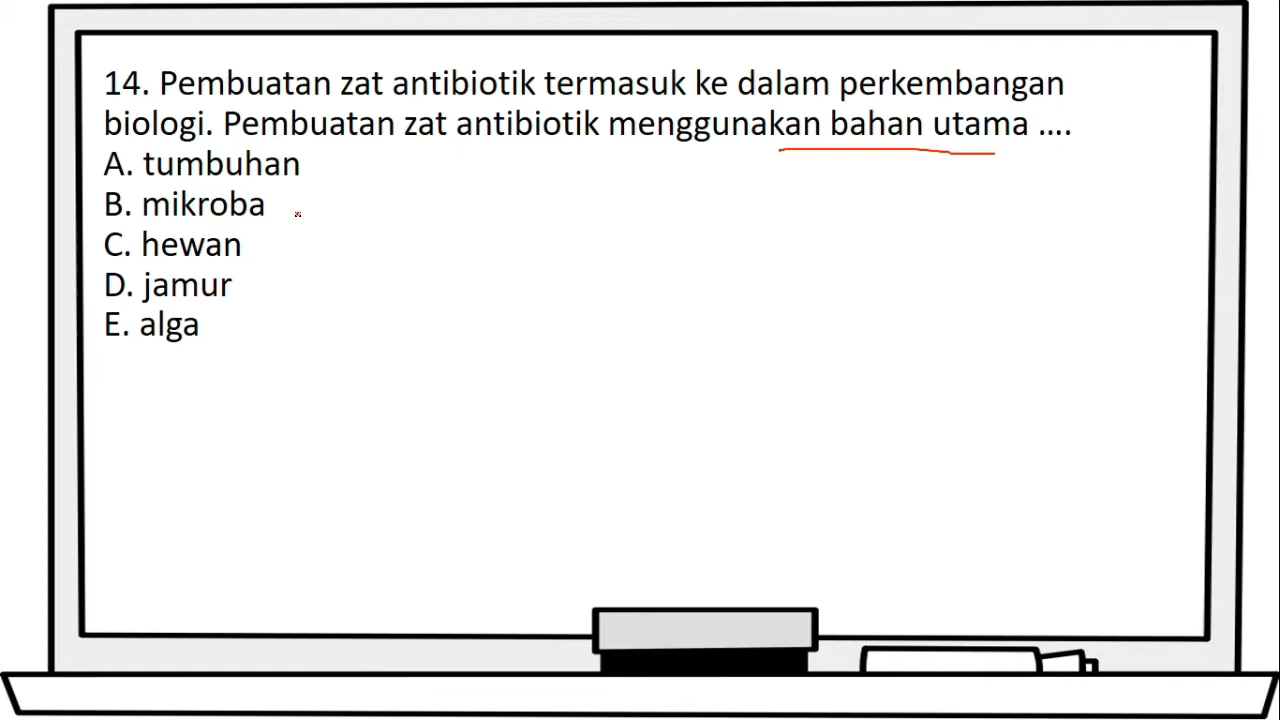 14. Pembuatan zat antibiotik termasuk ke dalam perkembangan
biologi. Pembuatan zat antibiotik menggunakan bahan utama ....
A. tumbuhan
B. mikroba
C. hewan
D. jamur
E. alga